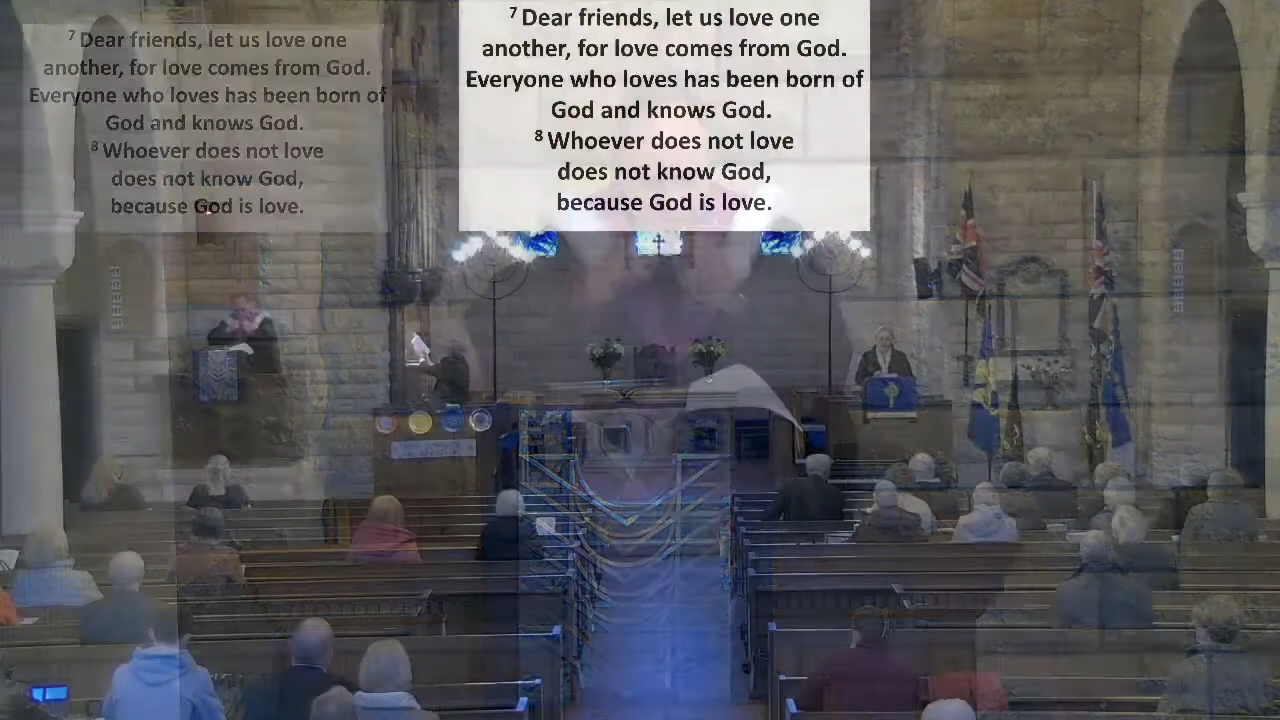 ⁷ Dear friends, let us love one
another, for love comes from God.
Everyone who loves has been born of
God and knows God.
⁸ Whoever does not love
does not know God,
because God is love.
⁷ Dear friends, let us love one
another, for love comes from God.
Everyone who loves has been born of
God and knows God.
⁸ Whoever does not love
does not know God,
because God is love.